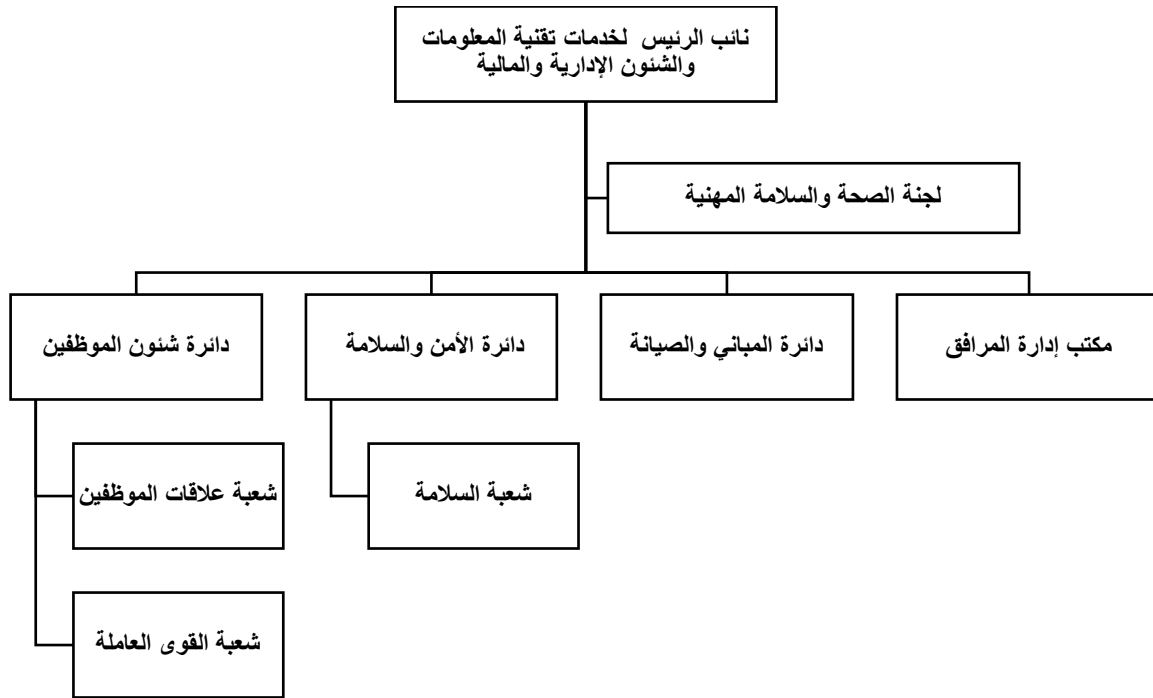 نائب الرئيس لخدمات تقنية المعلومات
والشئون الإدارية والمالية
لجنة الصحة والسلامة المهنية
مكتب إدارة المرافق
دائرة المباني والصيانة
دائرة الأمن والسلامة
دائرة شئون الموظفين
شعبة السلامة
شعبة علاقات الموظفين
شعبة القوى العاملة